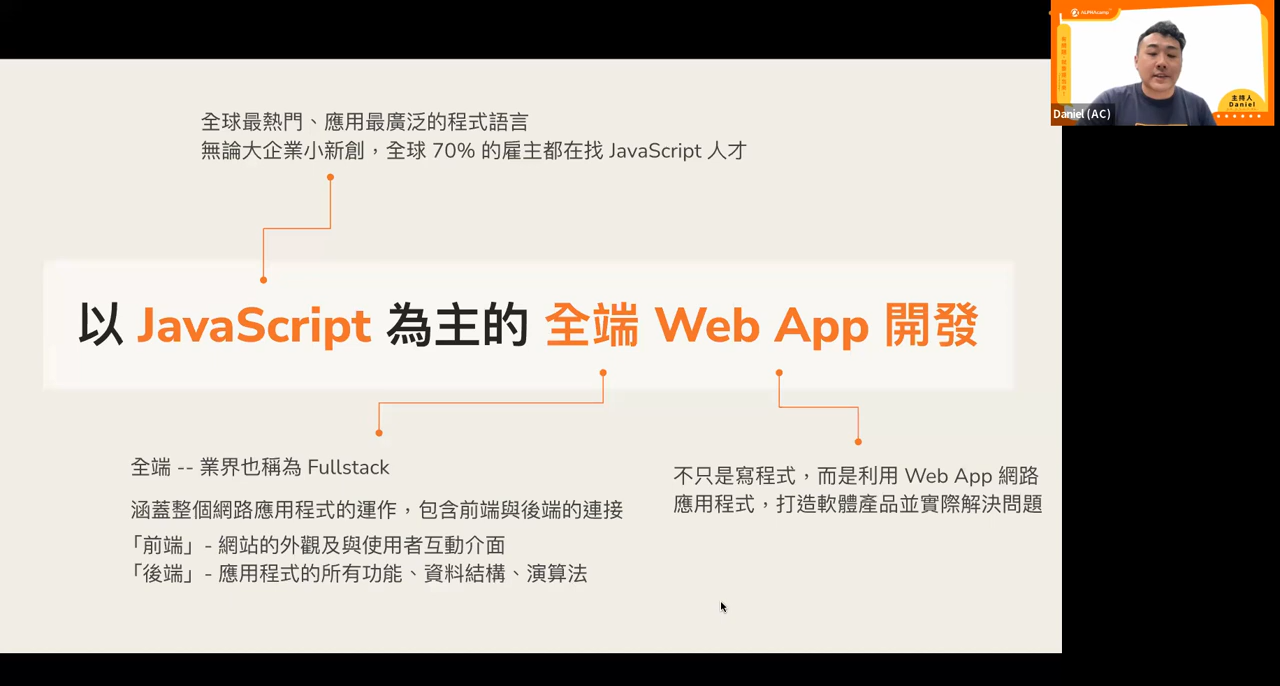 全球最熱門、應用最廣泛的程式語言
無論大企業小新創，全球 70% 的雇主都在找 JavaScript 人才
以 JavaScript 為主的 全端 Web App 開發
全端 -- 業界也稱為 Fullstack
涵蓋整個網路應用程式的運作，包含前端與後端的連接
「前端」- 網站的外觀及與使用者互動介面
「後端」- 應用程式的所有功能、資料結構、演算法
不只是寫程式，而是利用 Web App 網路
應用程式，打造軟體產品並實際解決問題
ALPHAcamp
主持人
Daniel
Daniel (AC)